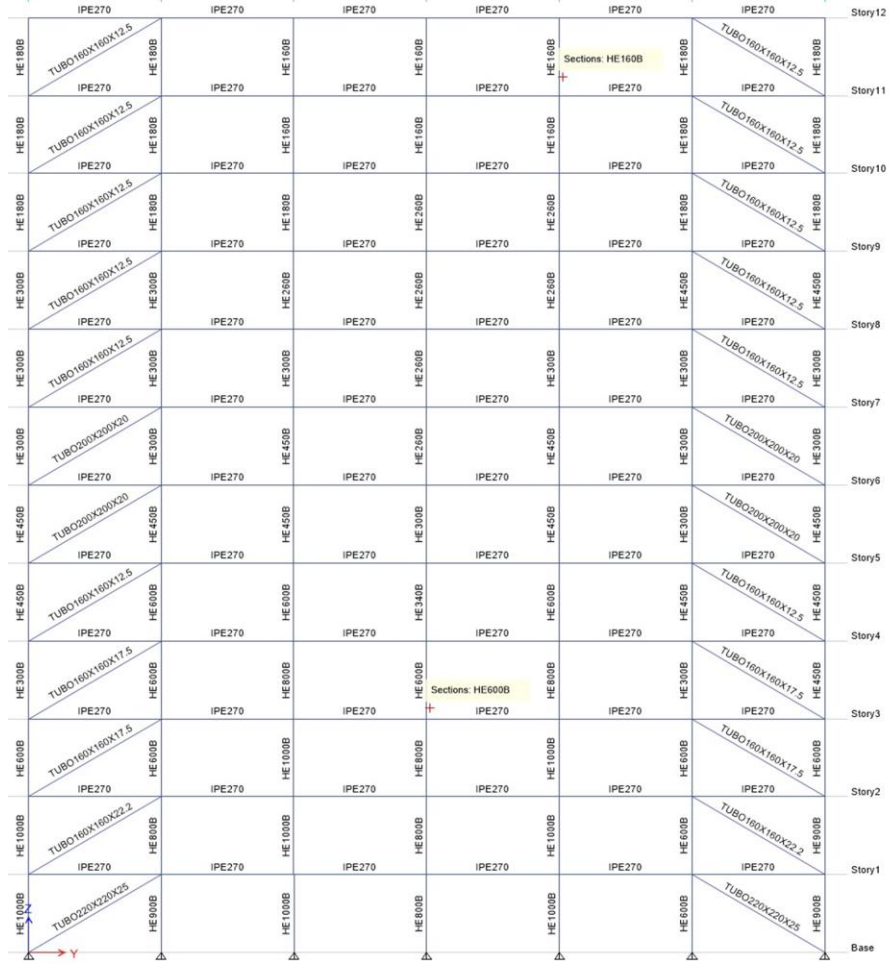 IPE270 IPE270 IPE270 IPE270 IPE270 IPE270 Story12
HE180B TUBO160X160X12.5 HE180B HE160B HE160B HE160B Sections: HE160B HE180B TUBO160X160X12.5 HE180B
IPE270 IPE270 IPE270 IPE270 IPE270 IPE270 Story11
HE180B TUBO160X160X12.5 HE180B HE160B HE160B HE160B HE180B TUBO160X160X12.5 HE180B
IPE270 IPE270 IPE270 IPE270 IPE270 IPE270 Story10
HE180B TUBO160X160X12.5 HE180B HE180B HE260B HE260B HE180B TUBO160X160X12.5 HE180B
IPE270 IPE270 IPE270 IPE270 IPE270 IPE270 Story9
HE300B TUBO160X160X12.5 HE300B HE260B HE260B HE260B HE450B TUBO160X160X12.5 HE450B
IPE270 IPE270 IPE270 IPE270 IPE270 IPE270 Story8
HE300B TUBO160X160X12.5 HE300B HE300B HE260B HE300B HE300B TUBO160X160X12.5 HE300B
IPE270 IPE270 IPE270 IPE270 IPE270 IPE270 Story7
HE300B TUBO200X200X20 HE300B HE450B HE260B HE450B HE300B TUBO200X200X20 HE300B
IPE270 IPE270 IPE270 IPE270 IPE270 IPE270 Story6
HE450B TUBO200X200X20 HE450B HE450B HE300B HE450B HE300B TUBO200X200X20 HE450B
IPE270 IPE270 IPE270 IPE270 IPE270 IPE270 Story5
HE450B TUBO160X160X12.5 HE600B HE600B HE340B HE600B HE450B TUBO160X160X12.5 HE450B
IPE270 IPE270 IPE270 IPE270 IPE270 IPE270 Story4
HE300B TUBO160X160X17.5 HE600B HE800B HE600B Sections: HE600B HE800B HE450B TUBO160X160X17.5 HE450B
IPE270 IPE270 IPE270 IPE270 IPE270 IPE270 Story3
HE600B TUBO160X160X17.5 HE600B HE1000B HE800B HE1000B HE600B TUBO160X160X17.5 HE600B
IPE270 IPE270 IPE270 IPE270 IPE270 IPE270 Story2
HE1000B TUBO160X160X22.2 HE800B HE1000B HE800B HE1000B HE600B TUBO160X160X22.2 HE900B
IPE270 IPE270 IPE270 IPE270 IPE270 IPE270 Story1
HE1000B TUBO220X220X25 HE900B HE1000B HE800B HE1000B HE600B TUBO220X220X25 HE900B
Z
Y
Base